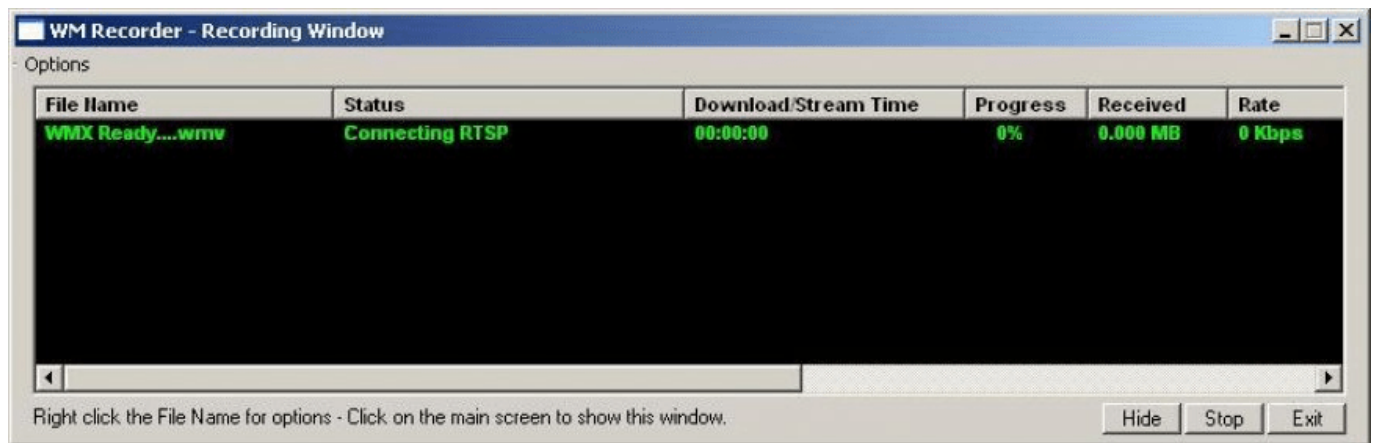 WM Recorder - Recording Window
Options
File Name Status Download/Stream Time Progress Received Rate
WMX Ready....wmv Connecting RTSP 00:00:00 0% 0.000 MB 0 Kbps
Right click the File Name for options - Click on the main screen to show this window. Hide Stop Exit